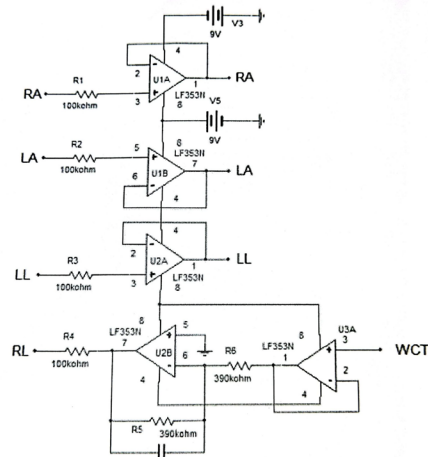 V3
9V
4
R1
2
U1A
1
RA
RA
100kohm
3
LF353N
8
V5
9V
8
LF353N
R2
5
7
LA
LA
100kohm
6
U1B
4
4
2
U2A
1
LL
R3
LF353N
LL
3
8
100kohm
8
LF353N
5
R4
7
RL
U2B
6
R6
100kohm
4
390kohm
U3A
8
LF353N
3
1
WCT
2
4
R5
390kohm